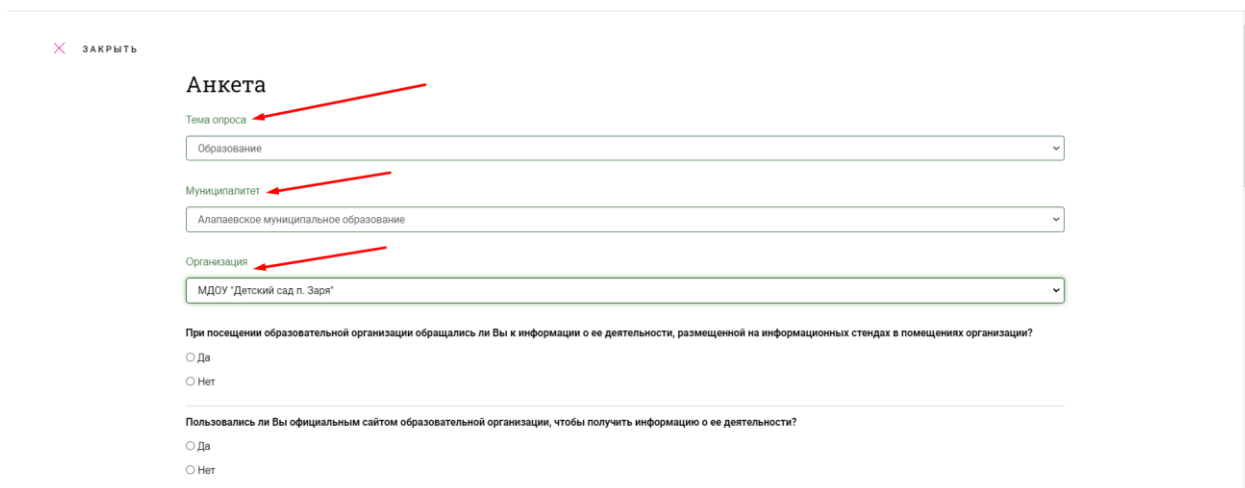 ЗАКРЫТЬ
Анкета
Тема опроса
Образование
Муниципалитет
Алапаевское муниципальное образование
Организация
МДОУ "Детский сад п. Заря"
При посещении образовательной организации обращались ли Вы к информации о ее деятельности, размещенной на информационных стендах в помещениях организации?
Да
Нет
Пользовались ли Вы официальным сайтом образовательной организации, чтобы получить информацию о ее деятельности?
Да
Нет